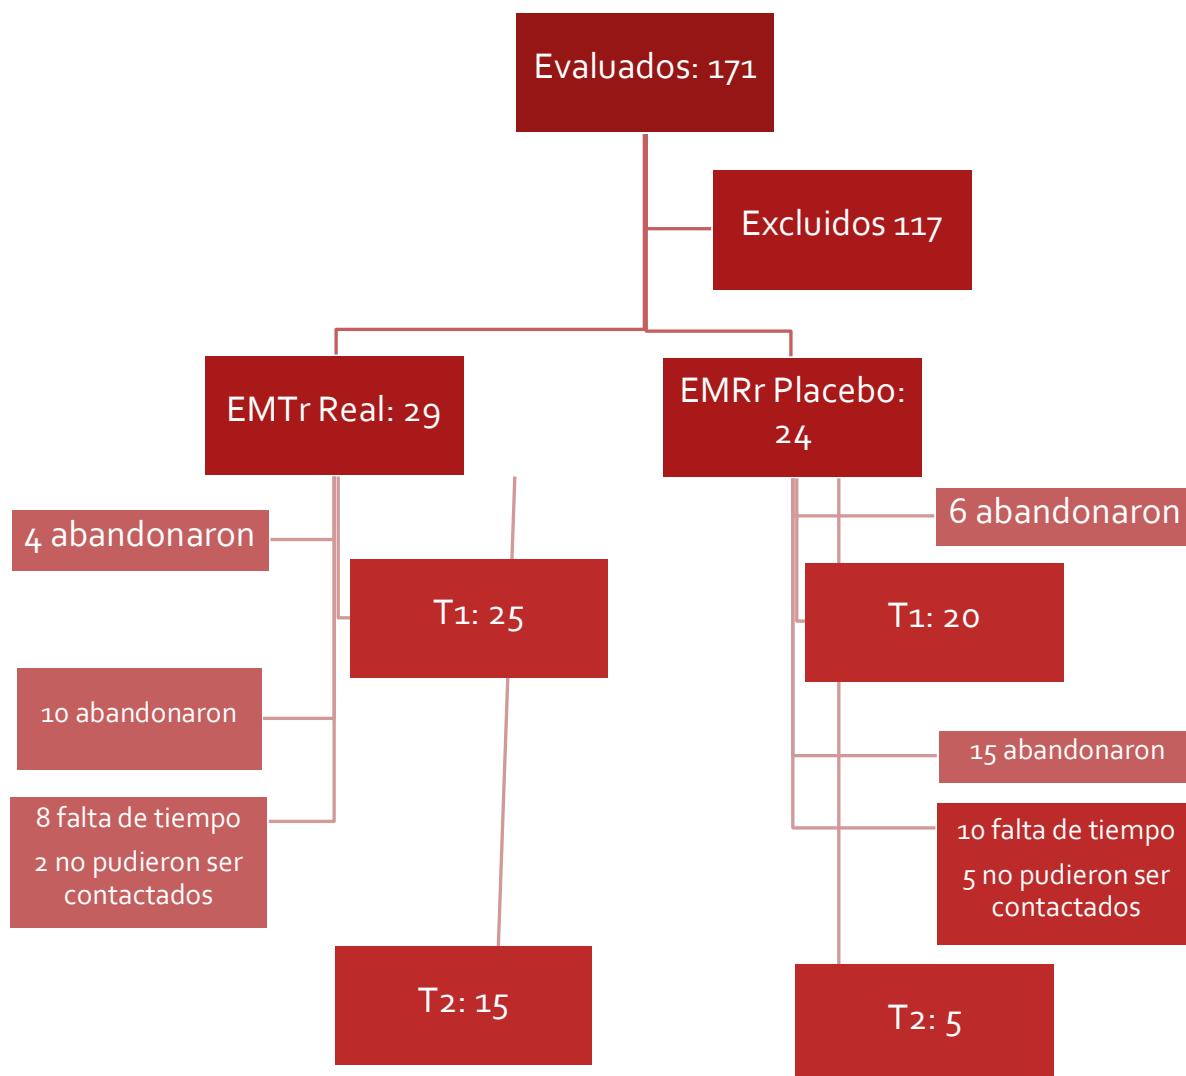 Evaluados: 171
Excluidos 117
EMTr Real: 29
EMRr Placebo:
24
4 abandonaron
6 abandonaron
T1: 25
T1: 20
10 abandonaron
15 abandonaron
8 falta de tiempo
2 no pudieron ser
contactados
10 falta de tiempo
5 no pudieron ser
contactados
T2: 15
T2: 5